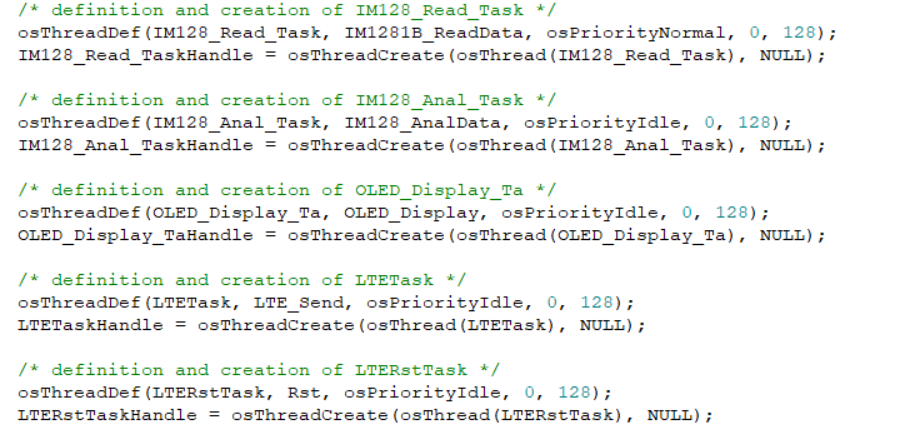 /* definition and creation of IM128_Read_Task */
osThreadDef(IM128_Read_Task, IM1281B_ReadData, osPriorityNormal, 0, 128);
IM128_Read_TaskHandle = osThreadCreate(osThread(IM128_Read_Task), NULL);
/* definition and creation of IM128_Anal_Task */
osThreadDef(IM128_Anal_Task, IM128_AnalData, osPriorityIdle, 0, 128);
IM128_Anal_TaskHandle = osThreadCreate(osThread(IM128_Anal_Task), NULL);
/* definition and creation of OLED_Display_Ta */
osThreadDef(OLED_Display_Ta, OLED_Display, osPriorityIdle, 0, 128);
OLED_Display_TaHandle = osThreadCreate(osThread(OLED_Display_Ta), NULL);
/* definition and creation of LTETask */
osThreadDef(LTETask, LTE_Send, osPriorityIdle, 0, 128);
LTETaskHandle = osThreadCreate(osThread(LTETask), NULL);
/* definition and creation of LTERstTask */
osThreadDef(LTERstTask, Rst, osPriorityIdle, 0, 128);
LTERstTaskHandle = osThreadCreate(osThread(LTERstTask), NULL);